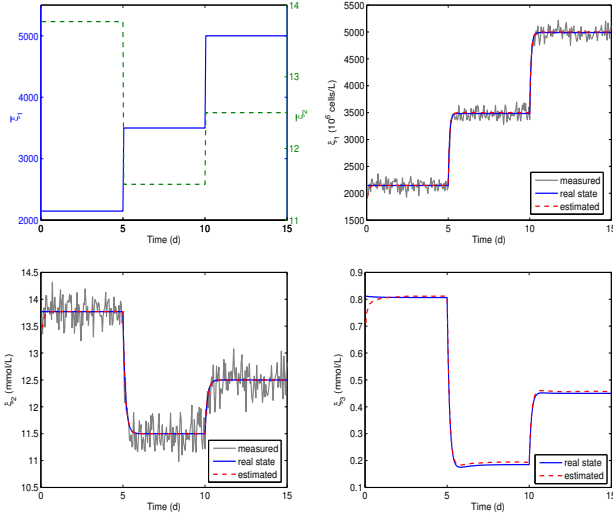 5000
4000
3000
2000
ξ̄₁
14
13
12
11
ξ̄₂
0 5 10 15
Time (d)
5500
5000
4500
4000
3500
3000
2500
2000
1500
ξ₁ (10⁶ cells/L)
measured
real state
estimated
0 5 10 15
Time (d)
14.5
14
13.5
13
12.5
12
11.5
11
10.5
ξ₂ (mmol/L)
measured
real state
estimated
0 5 10 15
Time (d)
0.9
0.8
0.7
0.6
0.5
0.4
0.3
0.2
0.1
ξ₃ (mmol/L)
real state
estimated
0 5 10 15
Time (d)